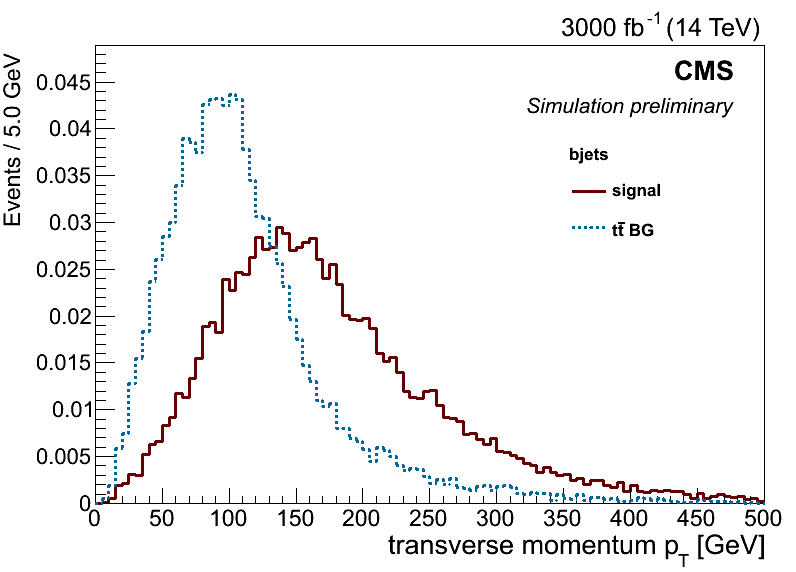 3000 fb⁻¹ (14 TeV)
CMS
Simulation preliminary
bjets
signal
tt̄ BG
Events / 5.0 GeV
0.045
0.04
0.035
0.03
0.025
0.02
0.015
0.01
0.005
0
0 50 100 150 200 250 300 350 400 450 500
transverse momentum p_T [GeV]